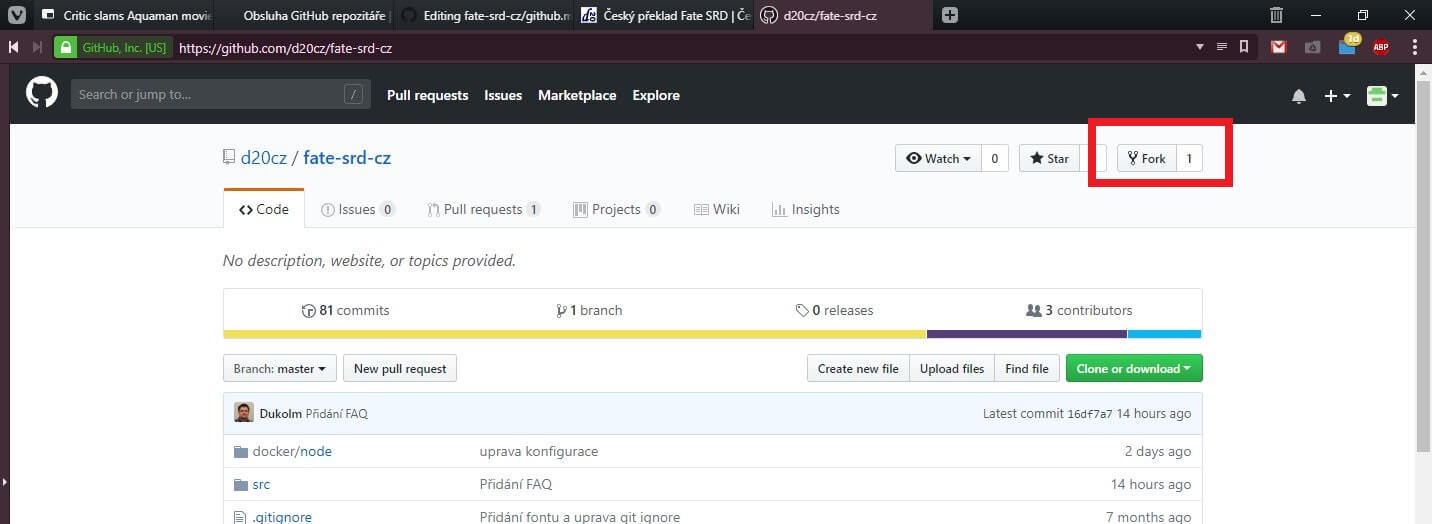 Critic slams Aquaman movie
Obsluha GitHub repozitáře |
Editing fate-srd-cz/github.m
Český překlad Fate SRD | Če
d20cz/fate-srd-cz
GitHub, Inc. [US] https://github.com/d20cz/fate-srd-cz
1d
ABP
Search or jump to... /
Pull requests Issues Marketplace Explore
d20cz / fate-srd-cz
Watch 0 Star Fork 1
Code Issues 0 Pull requests 1 Projects 0 Wiki Insights
No description, website, or topics provided.
81 commits 1 branch 0 releases 3 contributors
Branch: master New pull request Create new file Upload files Find file Clone or download
Dukolm Přidání FAQ Latest commit 16df7a7 14 hours ago
docker/node uprava konfigurace 2 days ago
src Přidání FAQ 14 hours ago
.gitignore Přidání fontu a uprava git ignore 7 months ago